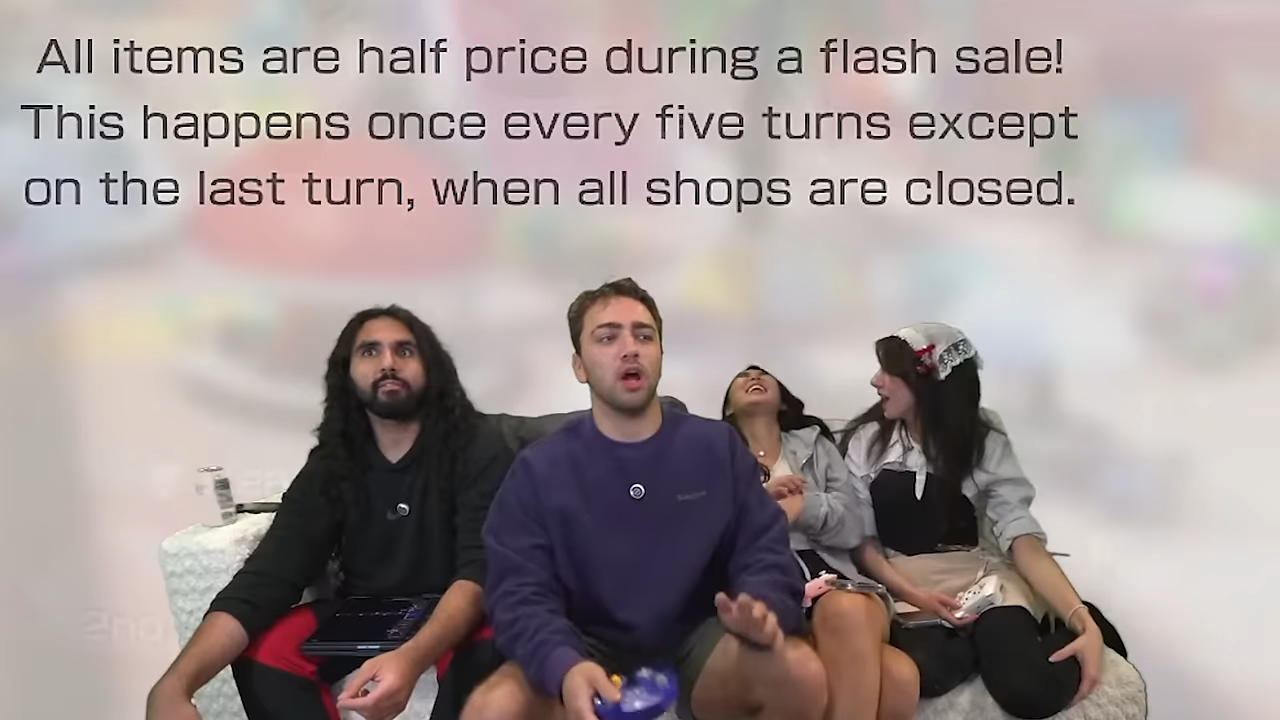 All items are half price during a flash sale!
This happens once every five turns except
on the last turn, when all shops are closed.
2nd